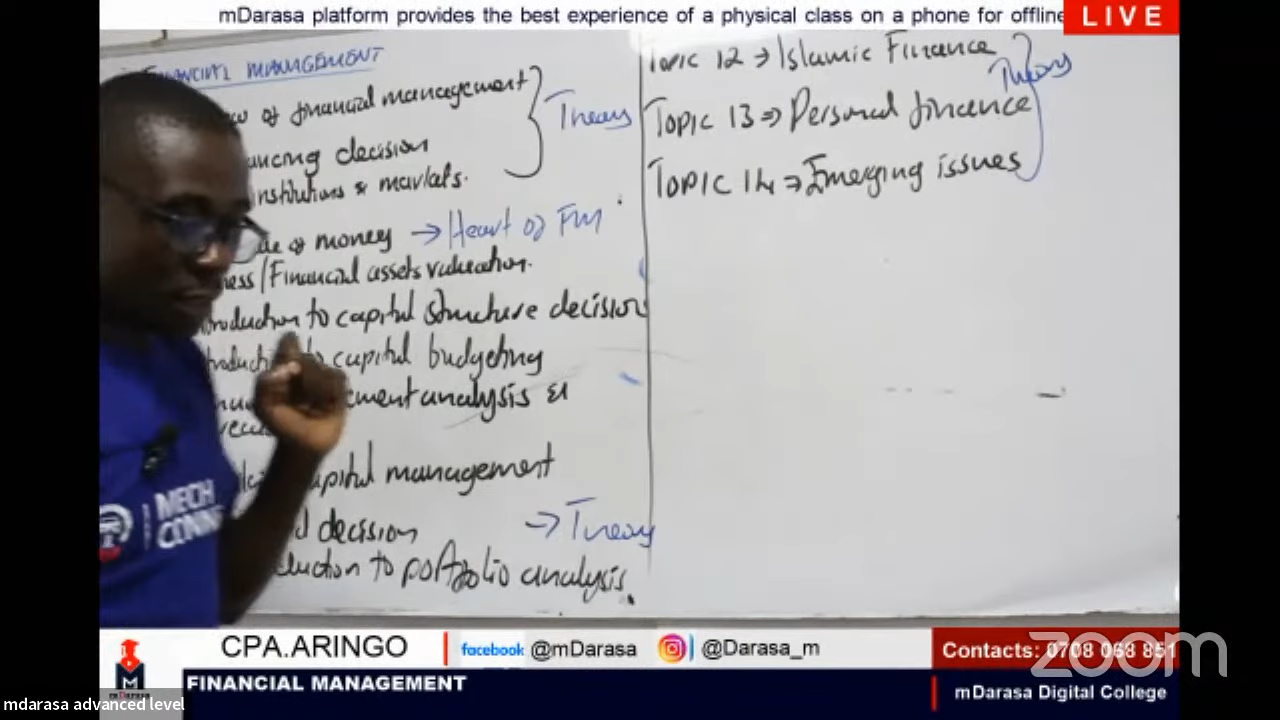 mDarasa platform provides the best experience of a physical class on a phone for offline
LIVE
FINANCIAL MANAGEMENT
of financial management
decision
institutions & markets.
Theory
of money → Heart of FM
/Financial assets valuation.
to capital structure decision
to capital budgeting
analysis &
capital management
decision → Theory
to portfolio analysis.
Topic 12 → Islamic Finance
Topic 13 ⇒ Personal finance
Topic 14 ⇒ Emerging issues
Theory
MECH
CPA.ARINGO
facebook @mDarasa
@Darasa_m
Contacts: 0708 068 851
zoom
FINANCIAL MANAGEMENT
mDarasa Digital College
mdarasa advanced level